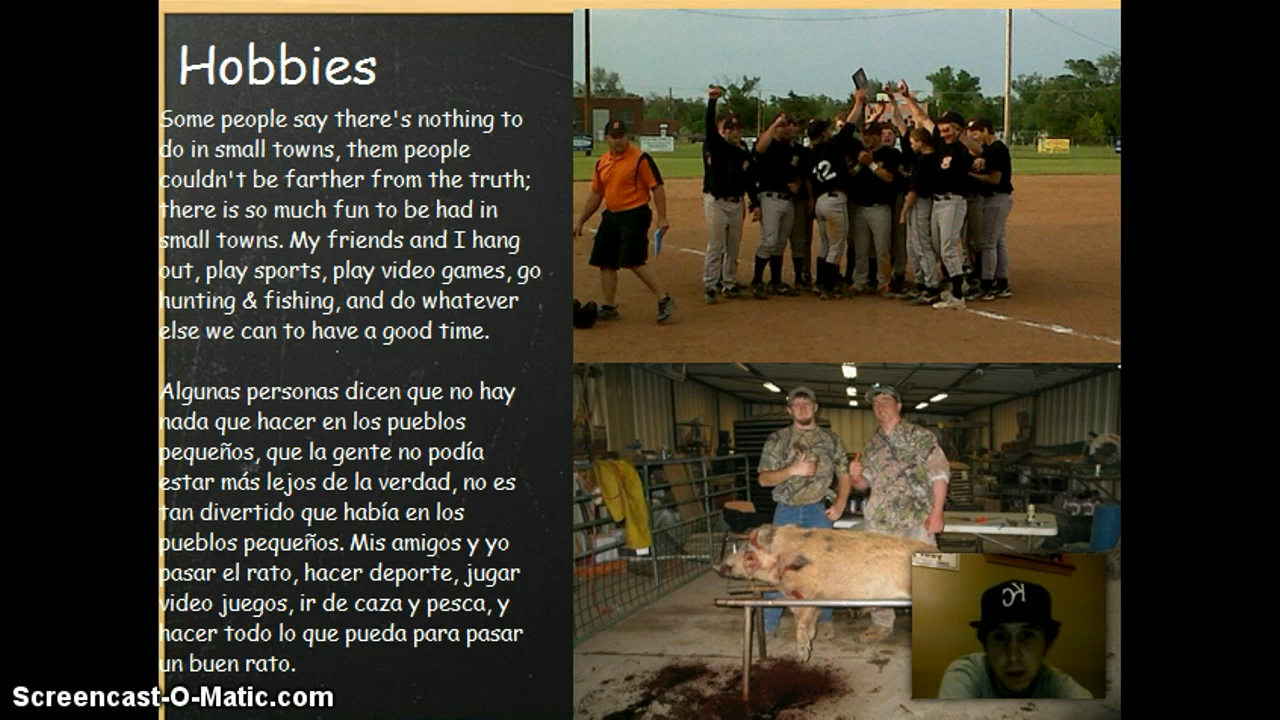 Hobbies
Some people say there's nothing to
do in small towns, them people
couldn't be farther from the truth;
there is so much fun to be had in
small towns. My friends and I hang
out, play sports, play video games, go
hunting & fishing, and do whatever
else we can to have a good time.
Algunas personas dicen que no hay
nada que hacer en los pueblos
pequeños, que la gente no podía
estar más lejos de la verdad, no es
tan divertido que había en los
pueblos pequeños. Mis amigos y yo
pasar el rato, hacer deporte, jugar
video juegos, ir de caza y pesca, y
hacer todo lo que pueda para pasar
un buen rato.
12
KC
Screencast-O-Matic.com